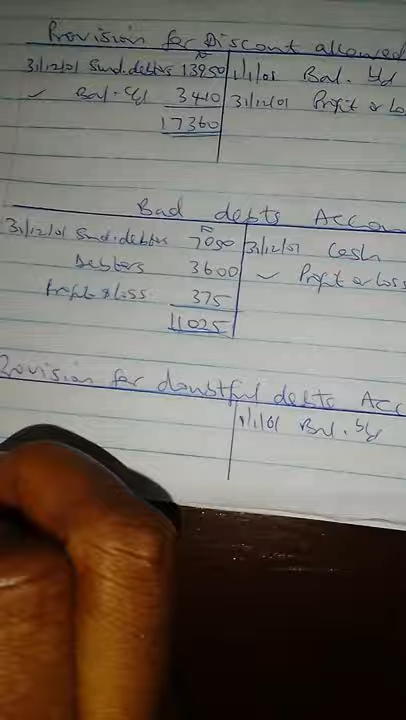 Provision for Discount allowed
₦
31/12/01 Sund. debtors 13950 1/1/01 Bal. b/d
✓ Bal. c/d 3410 31/12/01 Profit or Lo
17360
Bad debts Accou
₦
31/12/01 Sund. debtors 7050 31/12/01 Cash
Debtors 3600 ✓ Profit or Loss
Profit & loss 375
11025
Provision for doubtful debts Acc
1/1/01 Bal. b/d